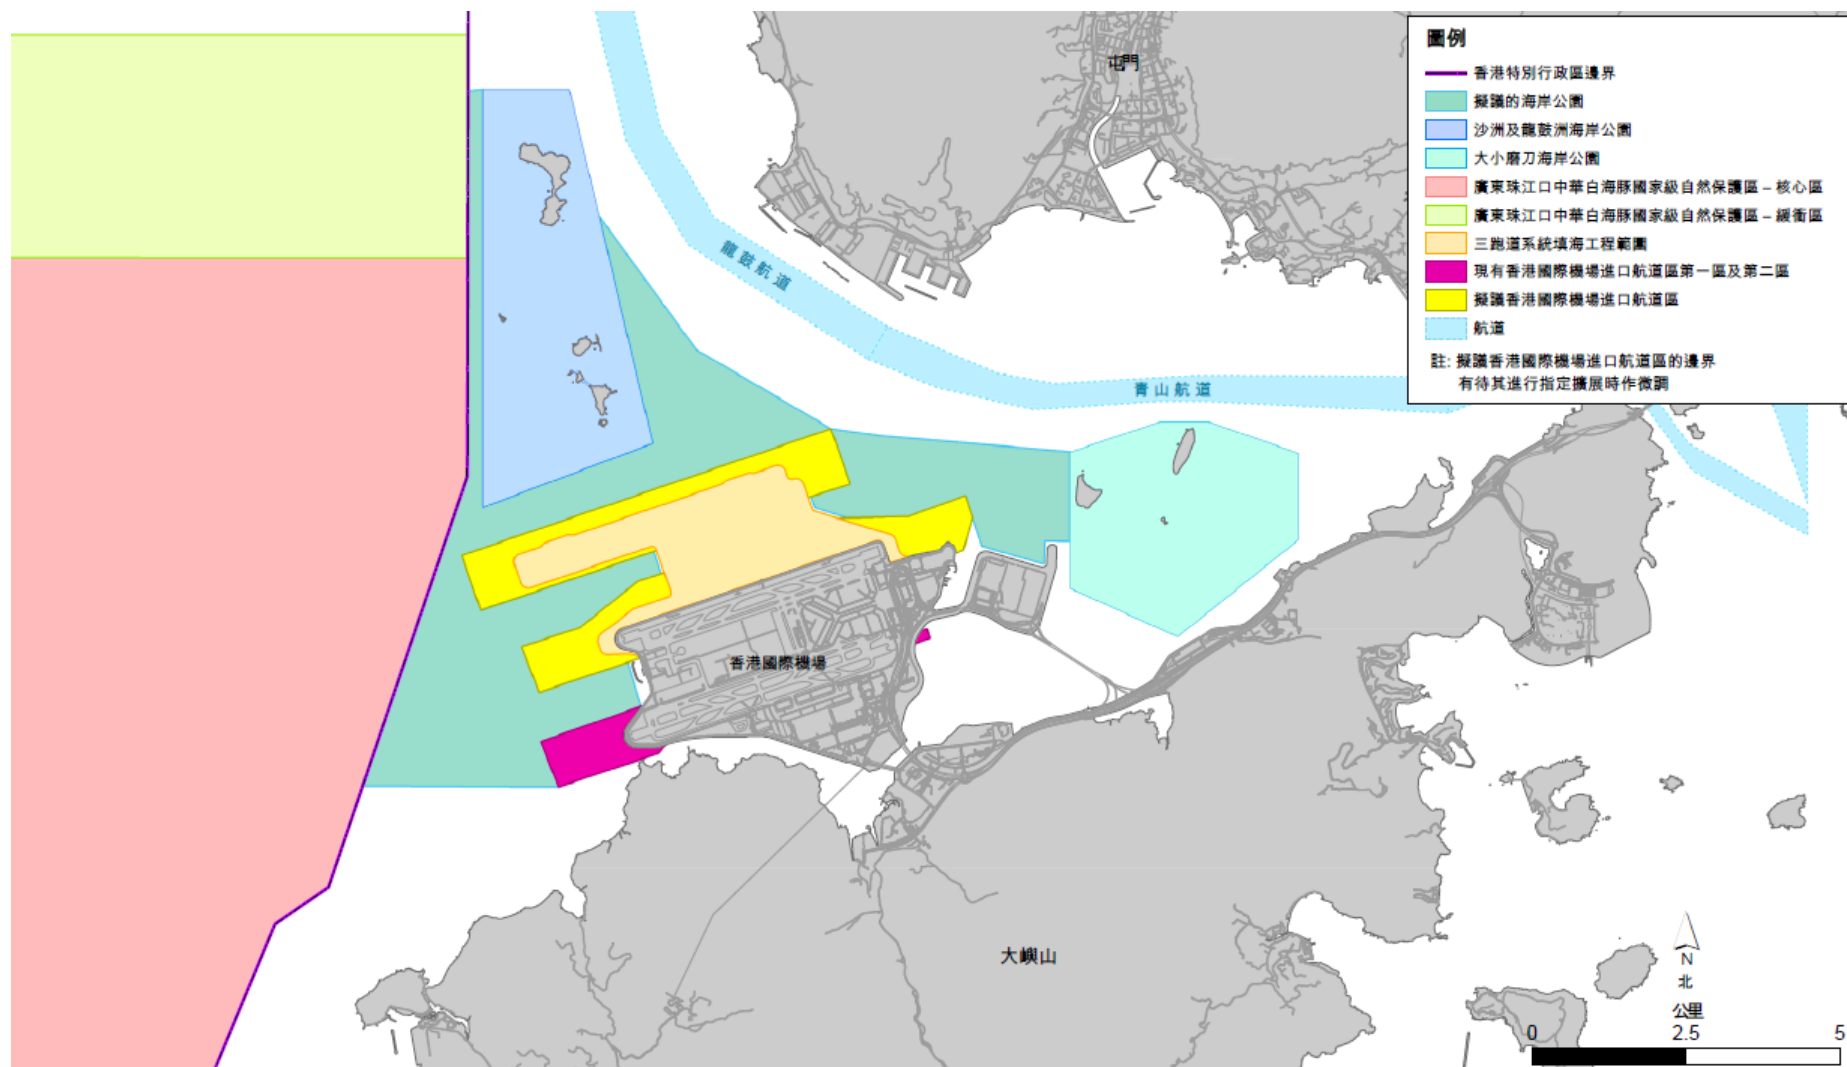 圖例
香港特別行政區邊界
擬議的海岸公園
沙洲及龍鼓洲海岸公園
大小磨刀海岸公園
廣東珠江口中華白海豚國家級自然保護區 – 核心區
廣東珠江口中華白海豚國家級自然保護區 – 緩衝區
三跑道系統填海工程範圍
現有香港國際機場進口航道區第一區及第二區
擬議香港國際機場進口航道區
航道
註: 擬議香港國際機場進口航道區的邊界
有待其進行指定擴展時作微調
屯門
龍鼓航道
青山航道
香港國際機場
大嶼山
N
北
公里
0 2.5 5